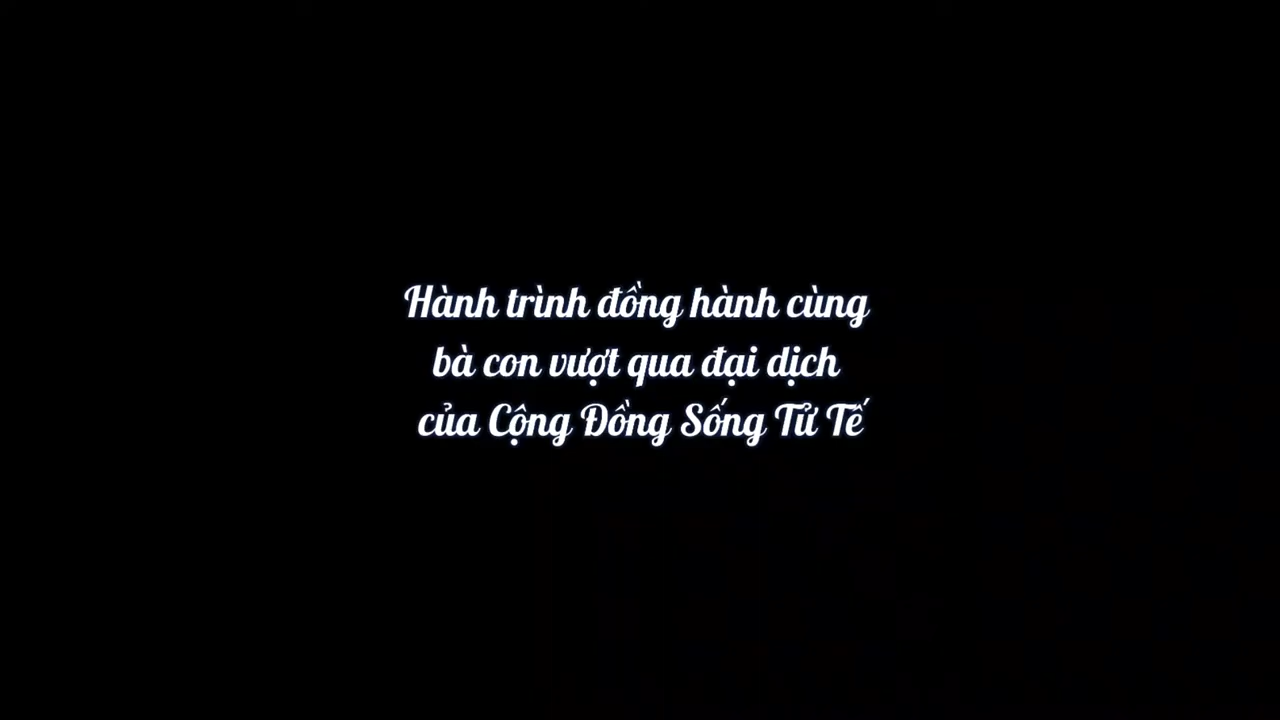 Hành trình đồng hành cùng
bà con vượt qua đại dịch
của Cộng Đồng Sống Tử Tế